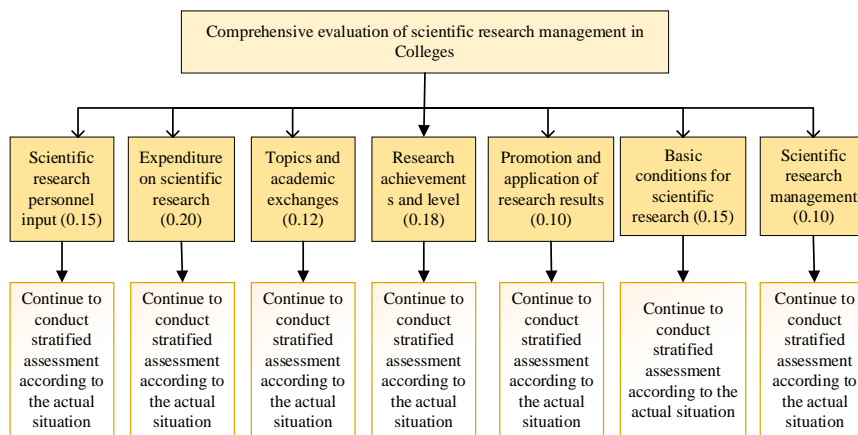 Comprehensive evaluation of scientific research management in
Colleges
Scientific
research
personnel
input (0.15)
Expenditure
on scientific
research
(0.20)
Topics and
academic
exchanges
(0.12)
Research
achievement
s and level
(0.18)
Promotion and
application of
research results
(0.10)
Basic
conditions for
scientific
research (0.15)
Scientific
research
management
(0.10)
Continue to
conduct
stratified
assessment
according to
the actual
situation
Continue to
conduct
stratified
assessment
according to
the actual
situation
Continue to
conduct
stratified
assessment
according to
the actual
situation
Continue to
conduct
stratified
assessment
according to
the actual
situation
Continue to
conduct
stratified
assessment
according to
the actual
situation
Continue to
conduct
stratified
assessment
according to the
actual situation
Continue to
conduct
stratified
assessment
according to
the actual
situation